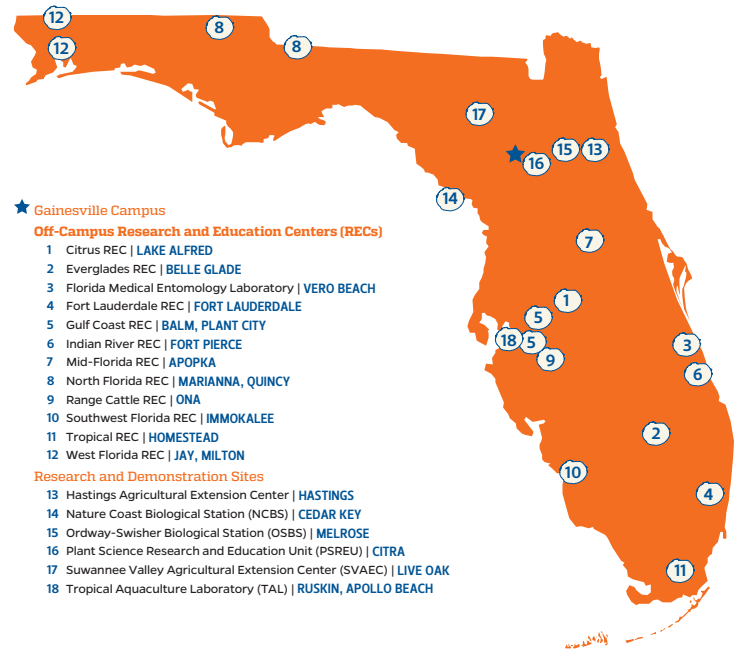 12
8
12
8
17
15
13
16
14
7
1
5
18
5
9
3
6
2
10
4
11
Gainesville Campus
Off-Campus Research and Education Centers (RECs)
1 Citrus REC | LAKE ALFRED
2 Everglades REC | BELLE GLADE
3 Florida Medical Entomology Laboratory | VERO BEACH
4 Fort Lauderdale REC | FORT LAUDERDALE
5 Gulf Coast REC | BALM, PLANT CITY
6 Indian River REC | FORT PIERCE
7 Mid-Florida REC | APOPKA
8 North Florida REC | MARIANNA, QUINCY
9 Range Cattle REC | ONA
10 Southwest Florida REC | IMMOKALEE
11 Tropical REC | HOMESTEAD
12 West Florida REC | JAY, MILTON
Research and Demonstration Sites
13 Hastings Agricultural Extension Center | HASTINGS
14 Nature Coast Biological Station (NCBS) | CEDAR KEY
15 Ordway-Swisher Biological Station (OSBS) | MELROSE
16 Plant Science Research and Education Unit (PSREU) | CITRA
17 Suwannee Valley Agricultural Extension Center (SVAEC) | LIVE OAK
18 Tropical Aquaculture Laboratory (TAL) | RUSKIN, APOLLO BEACH